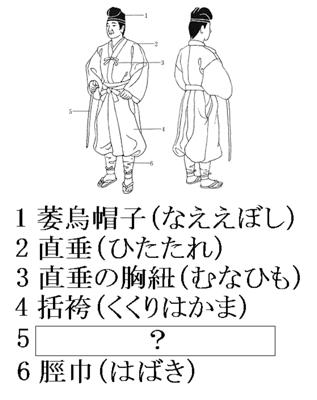 1
2
3
5
4
6
1 萎烏帽子(なええぼし)
2 直垂(ひたたれ)
3 直垂の胸紐(むなひも)
4 括袴(くくりはかま)
5 ?
6 脛巾(はばき)